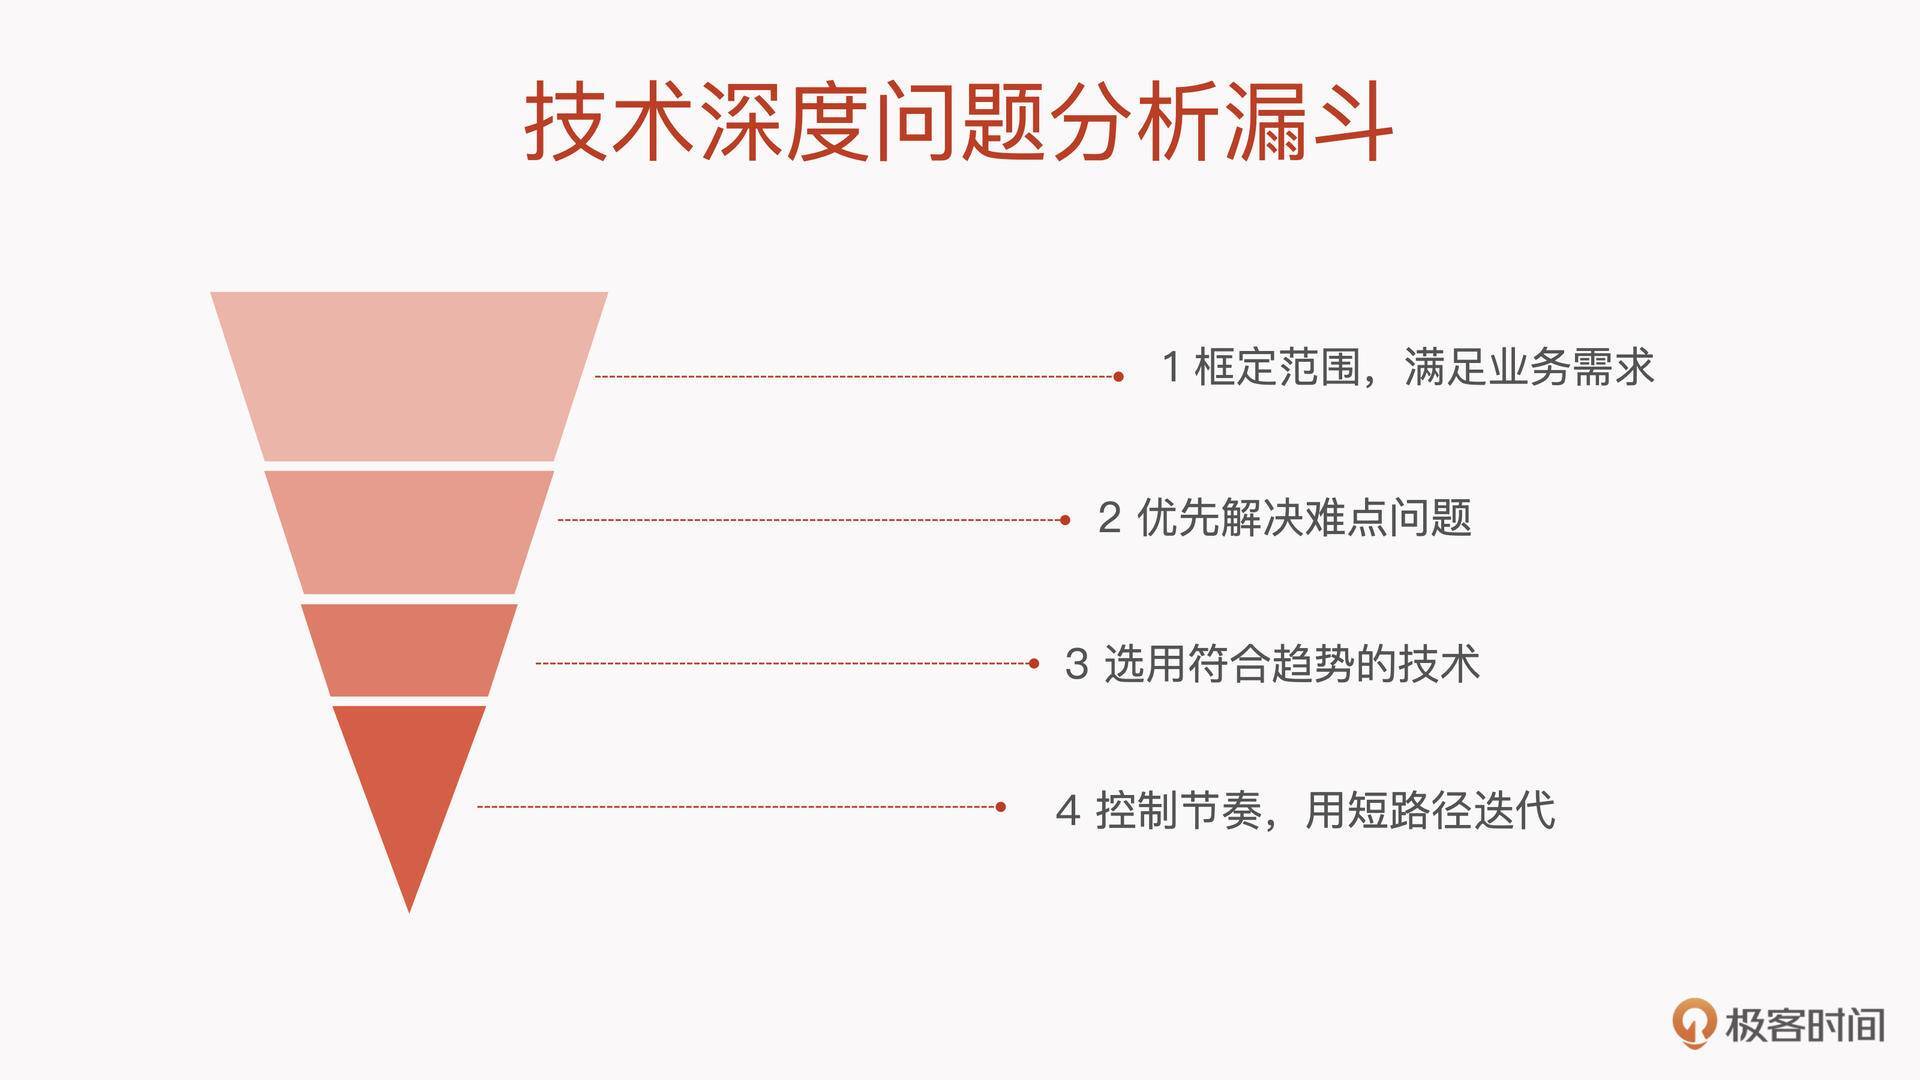 技术深度问题分析漏斗
1 框定范围，满足业务需求
2 优先解决难点问题
3 选用符合趋势的技术
4 控制节奏，用短路径迭代
极客时间